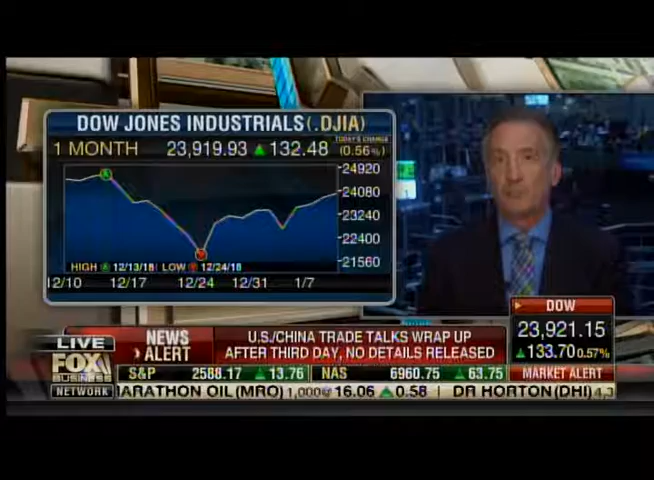 DOW JONES INDUSTRIALS(.DJIA)
1 MONTH 23,919.93 132.48
TODAY'S CHANGE
(0.56%)
24920
24080
23240
22400
21560
HIGH 12/13/18 LOW 12/24/18
12/10 12/17 12/24 12/31 1/7
DOW
23,921.15
133.70 0.57%
MARKET ALERT
LIVE
FOX
BUSINESS
NETWORK
NEWS
ALERT
U.S./CHINA TRADE TALKS WRAP UP
AFTER THIRD DAY, NO DETAILS RELEASED
S&P 2588.17 13.76 NAS 6960.75 63.75
MARATHON OIL(MRO) 1,000@ 16.06 0.58 DR HORTON(DHI) 4,3